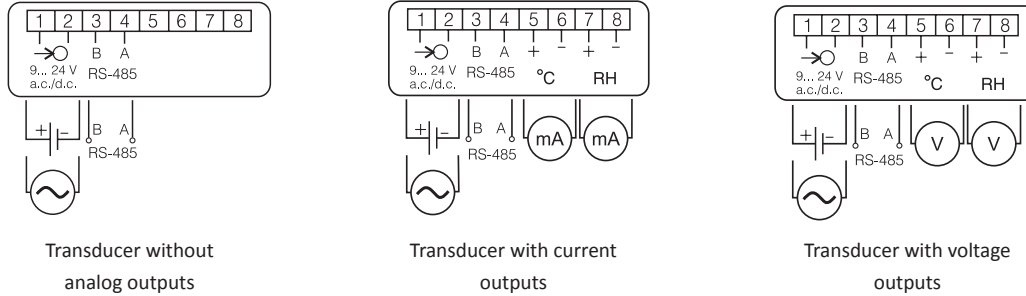 1 2 3 4 5 6 7 8
B A
9... 24 V
a.c./d.c.
RS-485
+ −
B A
RS-485
Transducer without
analog outputs
1 2 3 4 5 6 7 8
B A + − + −
9... 24 V
a.c./d.c.
RS-485
°C RH
+ −
B A
RS-485
mA mA
Transducer with current
outputs
1 2 3 4 5 6 7 8
B A + − + −
9... 24 V
a.c./d.c.
RS-485
°C RH
+ −
B A
RS-485
V V
Transducer with voltage
outputs